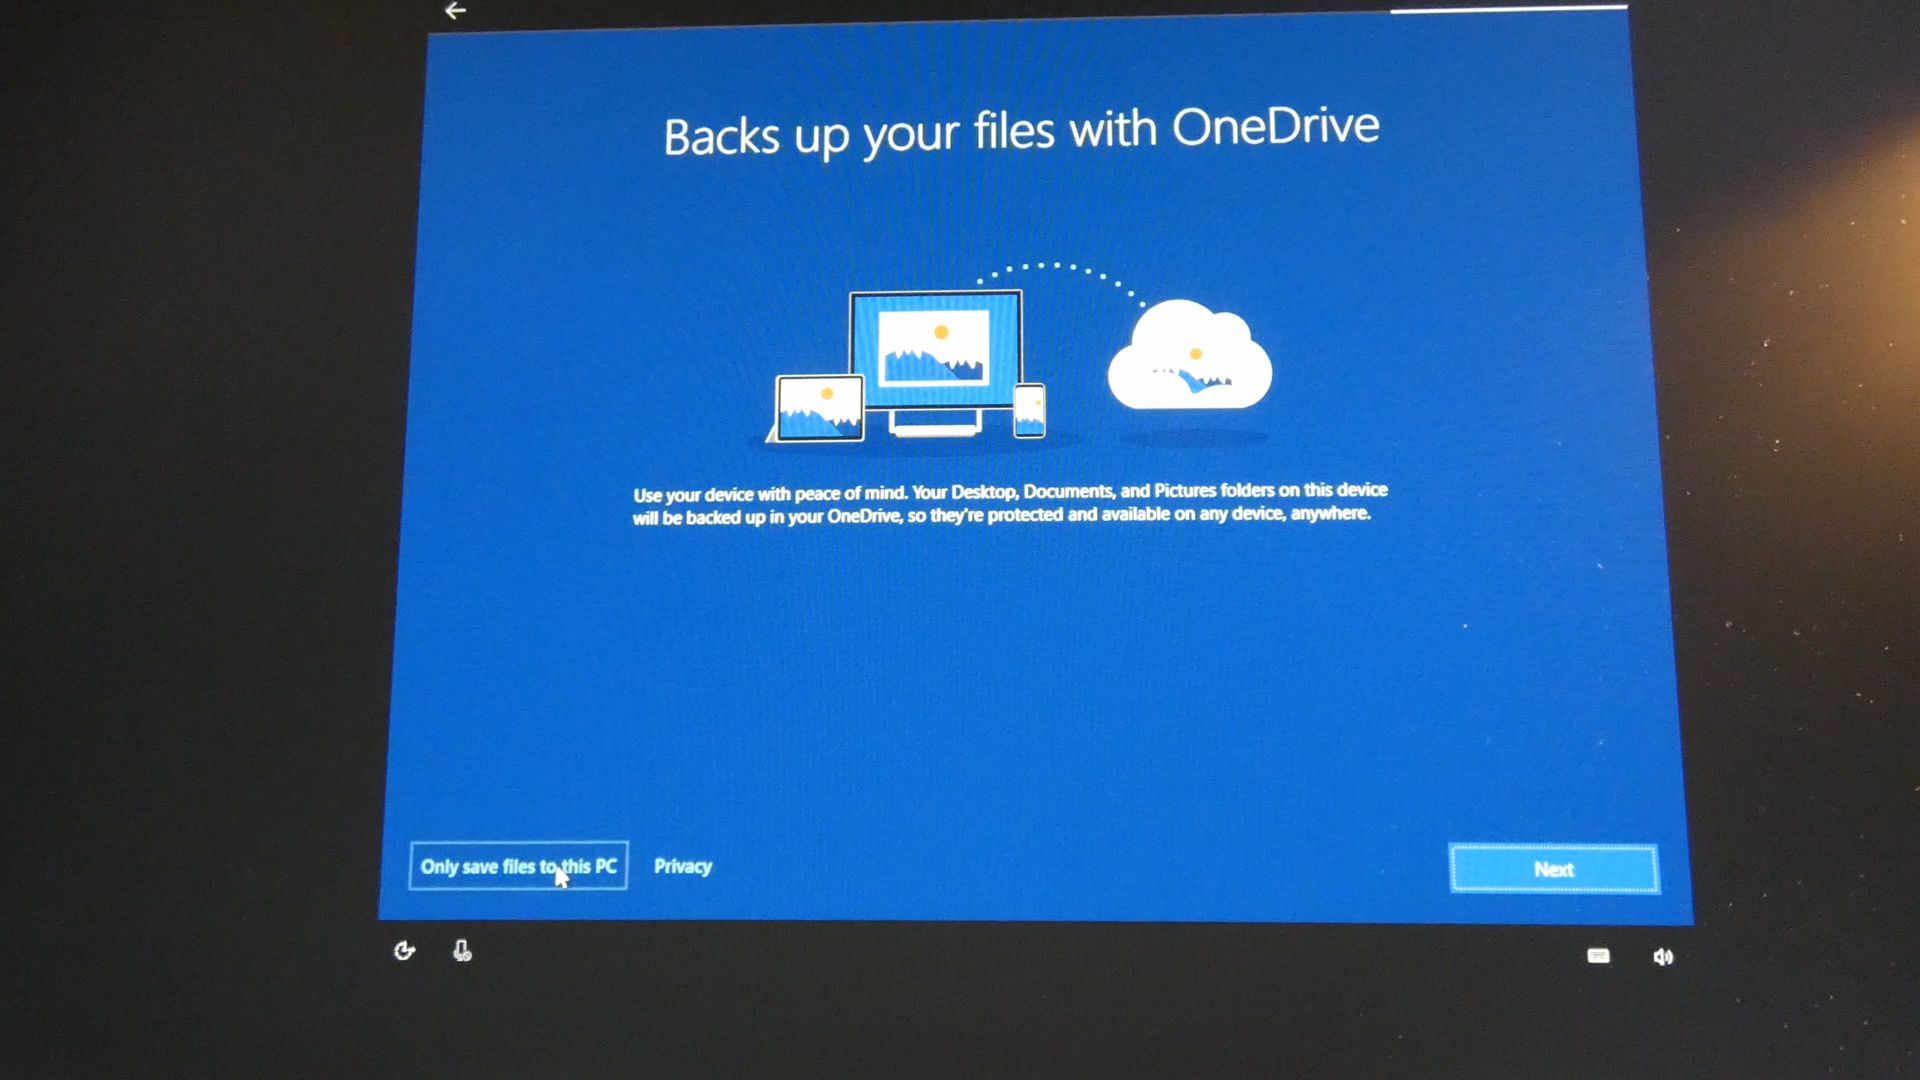 Backs up your files with OneDrive
Use your device with peace of mind. Your Desktop, Documents, and Pictures folders on this device
will be backed up in your OneDrive, so they're protected and available on any device, anywhere.
Only save files to this PC
Privacy
Next